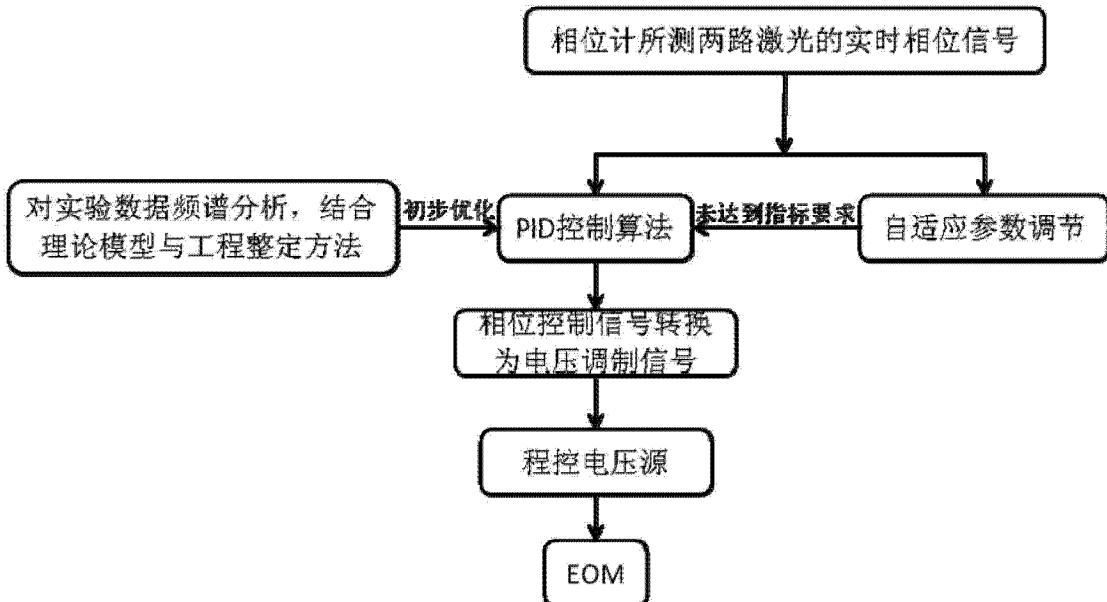 相位计所测两路激光的实时相位信号
对实验数据频谱分析，结合
理论模型与工程整定方法
初步优化
PID控制算法
未达到指标要求
自适应参数调节
相位控制信号转换
为电压调制信号
程控电压源
EOM